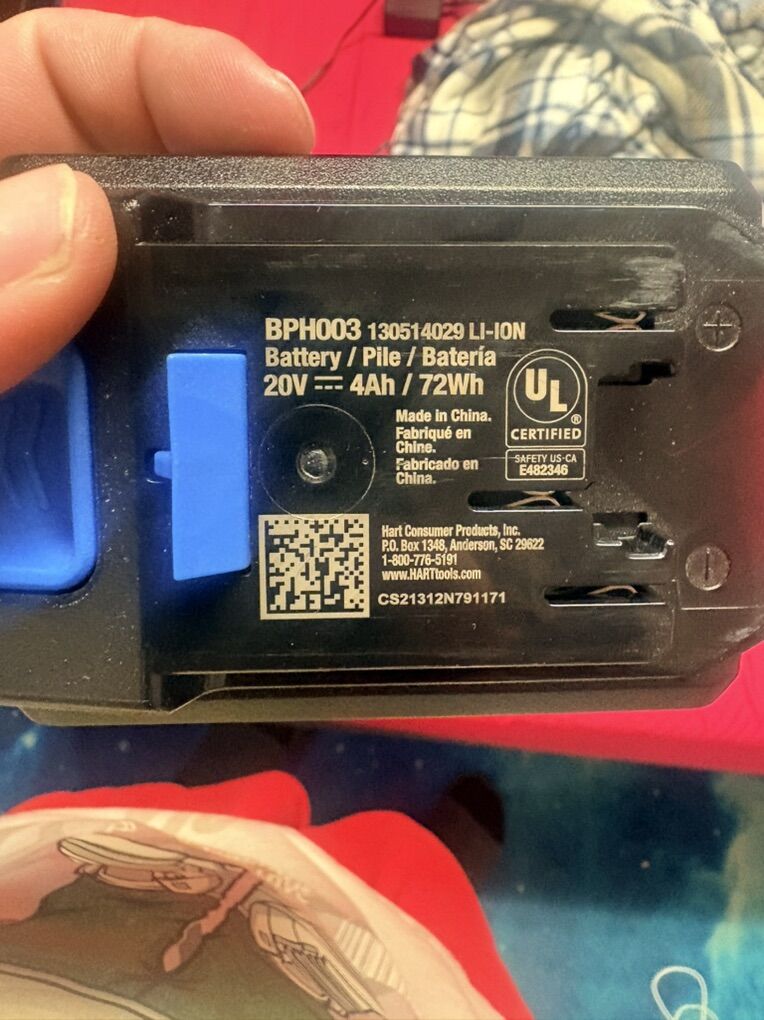 BPH003 130514029 LI-ION
Battery / Pile / Batería
20V ⎓ 4Ah / 72Wh
Made in China.
Fabriqué en
Chine.
Fabricado en
China.
UL
®
CERTIFIED
SAFETY US-CA
E482346
Hart Consumer Products, Inc.
P.O. Box 1348, Anderson, SC 29622
1-800-776-5191
www.HARTtools.com
CS21312N791171
+
−